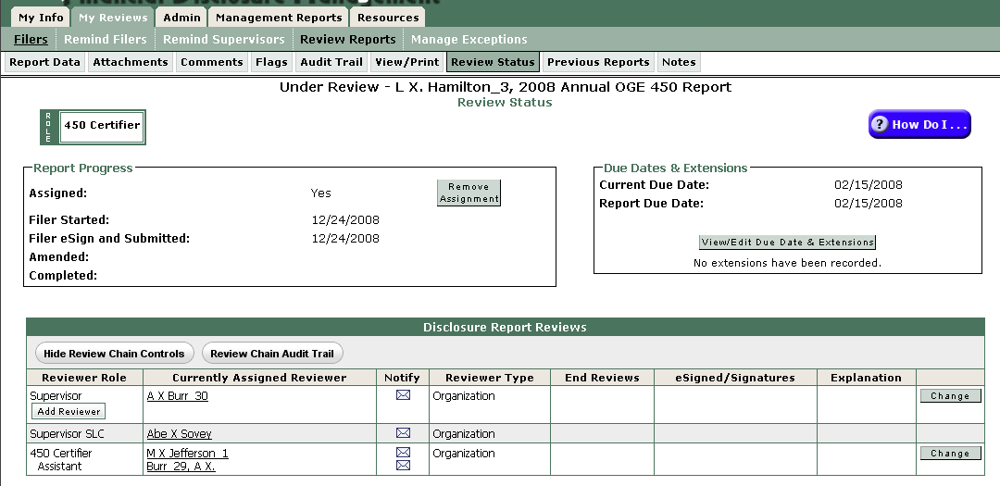 My Info My Reviews Admin Management Reports Resources
Filers Remind Filers Remind Supervisors Review Reports Manage Exceptions
Report Data Attachments Comments Flags Audit Trail View/Print Review Status Previous Reports Notes
Under Review - L X. Hamilton_3, 2008 Annual OGE 450 Report
Review Status
ROLE 450 Certifier
? How Do I...
Report Progress
Assigned: Yes Remove Assignment
Filer Started: 12/24/2008
Filer eSign and Submitted: 12/24/2008
Amended:
Completed:
Due Dates & Extensions
Current Due Date: 02/15/2008
Report Due Date: 02/15/2008
View/Edit Due Date & Extensions
No extensions have been recorded.
Disclosure Report Reviews
Hide Review Chain Controls Review Chain Audit Trail
Reviewer Role Currently Assigned Reviewer Notify Reviewer Type End Reviews eSigned/Signatures Explanation
Supervisor A X Burr_30 Organization Change
Add Reviewer
Supervisor SLC Abe X Sovey Organization
450 Certifier M X Jefferson_1 Organization Change
Assistant Burr_29, A X.